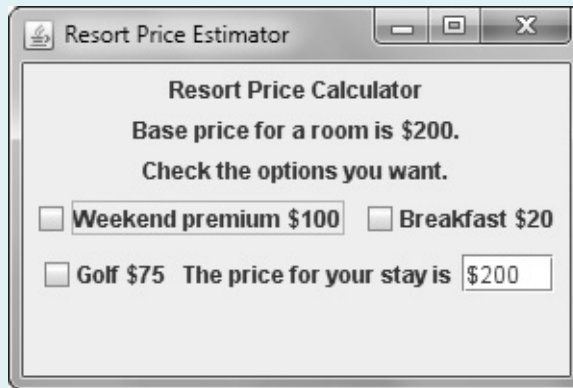 Resort Price Estimator
Resort Price Calculator
Base price for a room is $200.
Check the options you want.
Weekend premium $100 Breakfast $20
Golf $75 The price for your stay is $200